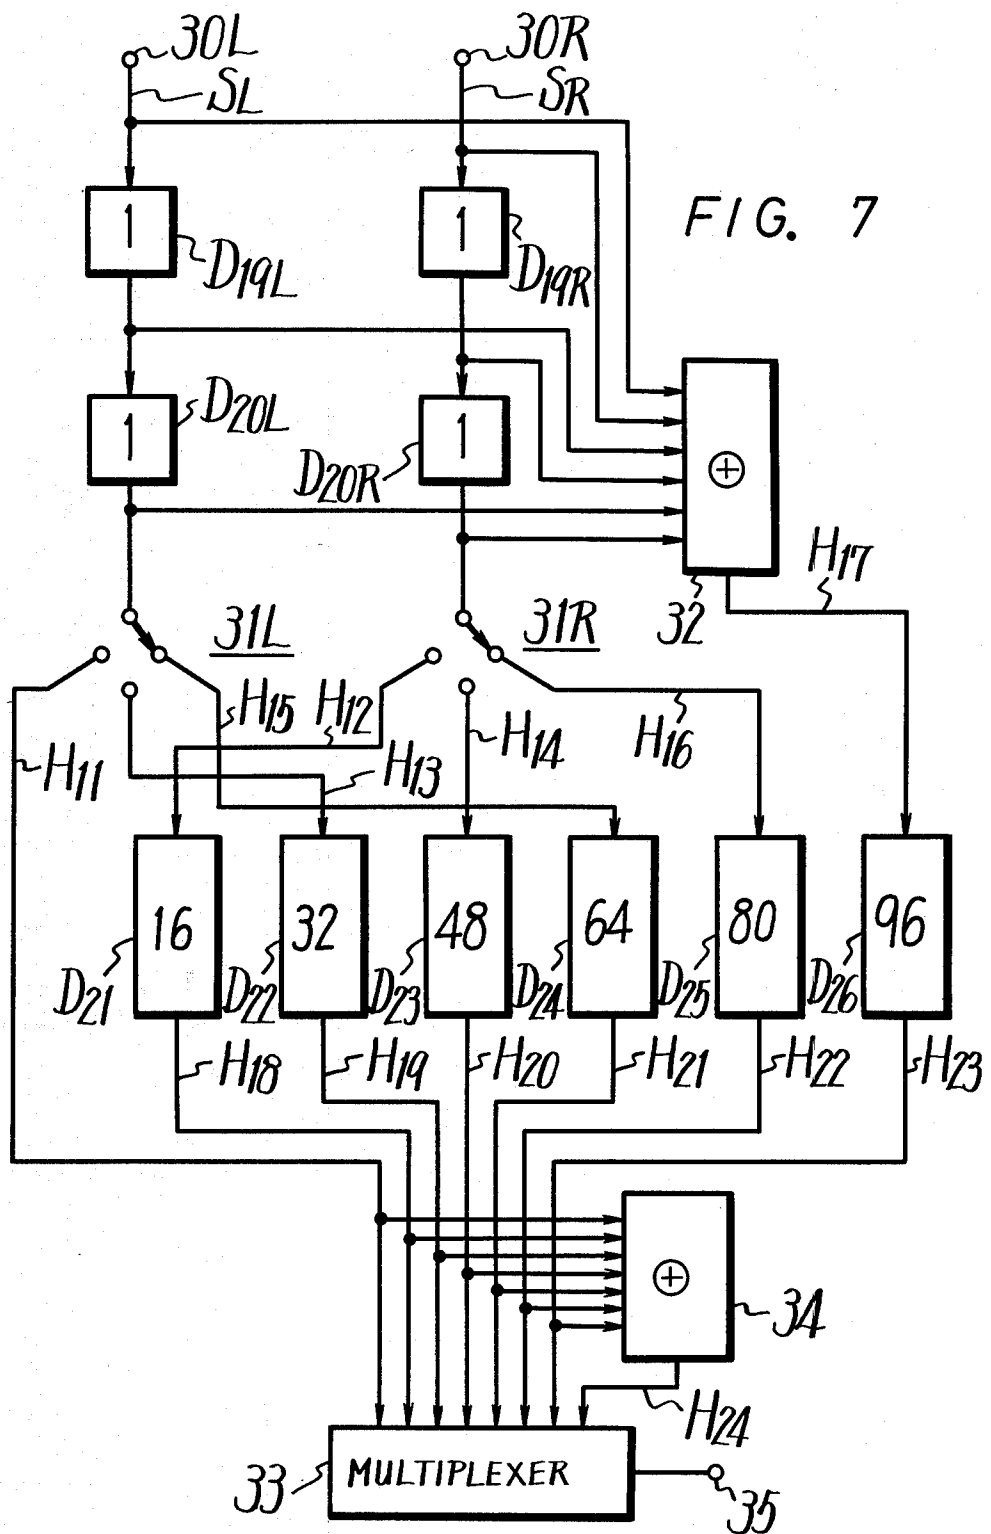 30L 30R
SL SR
FIG. 7
1 1
D19L D19R
D20L
1 1
D20R
H17
32
31L 31R
H15 H12 H14 H16
H11 H13
16 32 48 64 80 96
D21 D22 D23 D24 D25 D26
H18 H19 H20 H21 H22 H23
34
H24
33 MULTIPLEXER
35